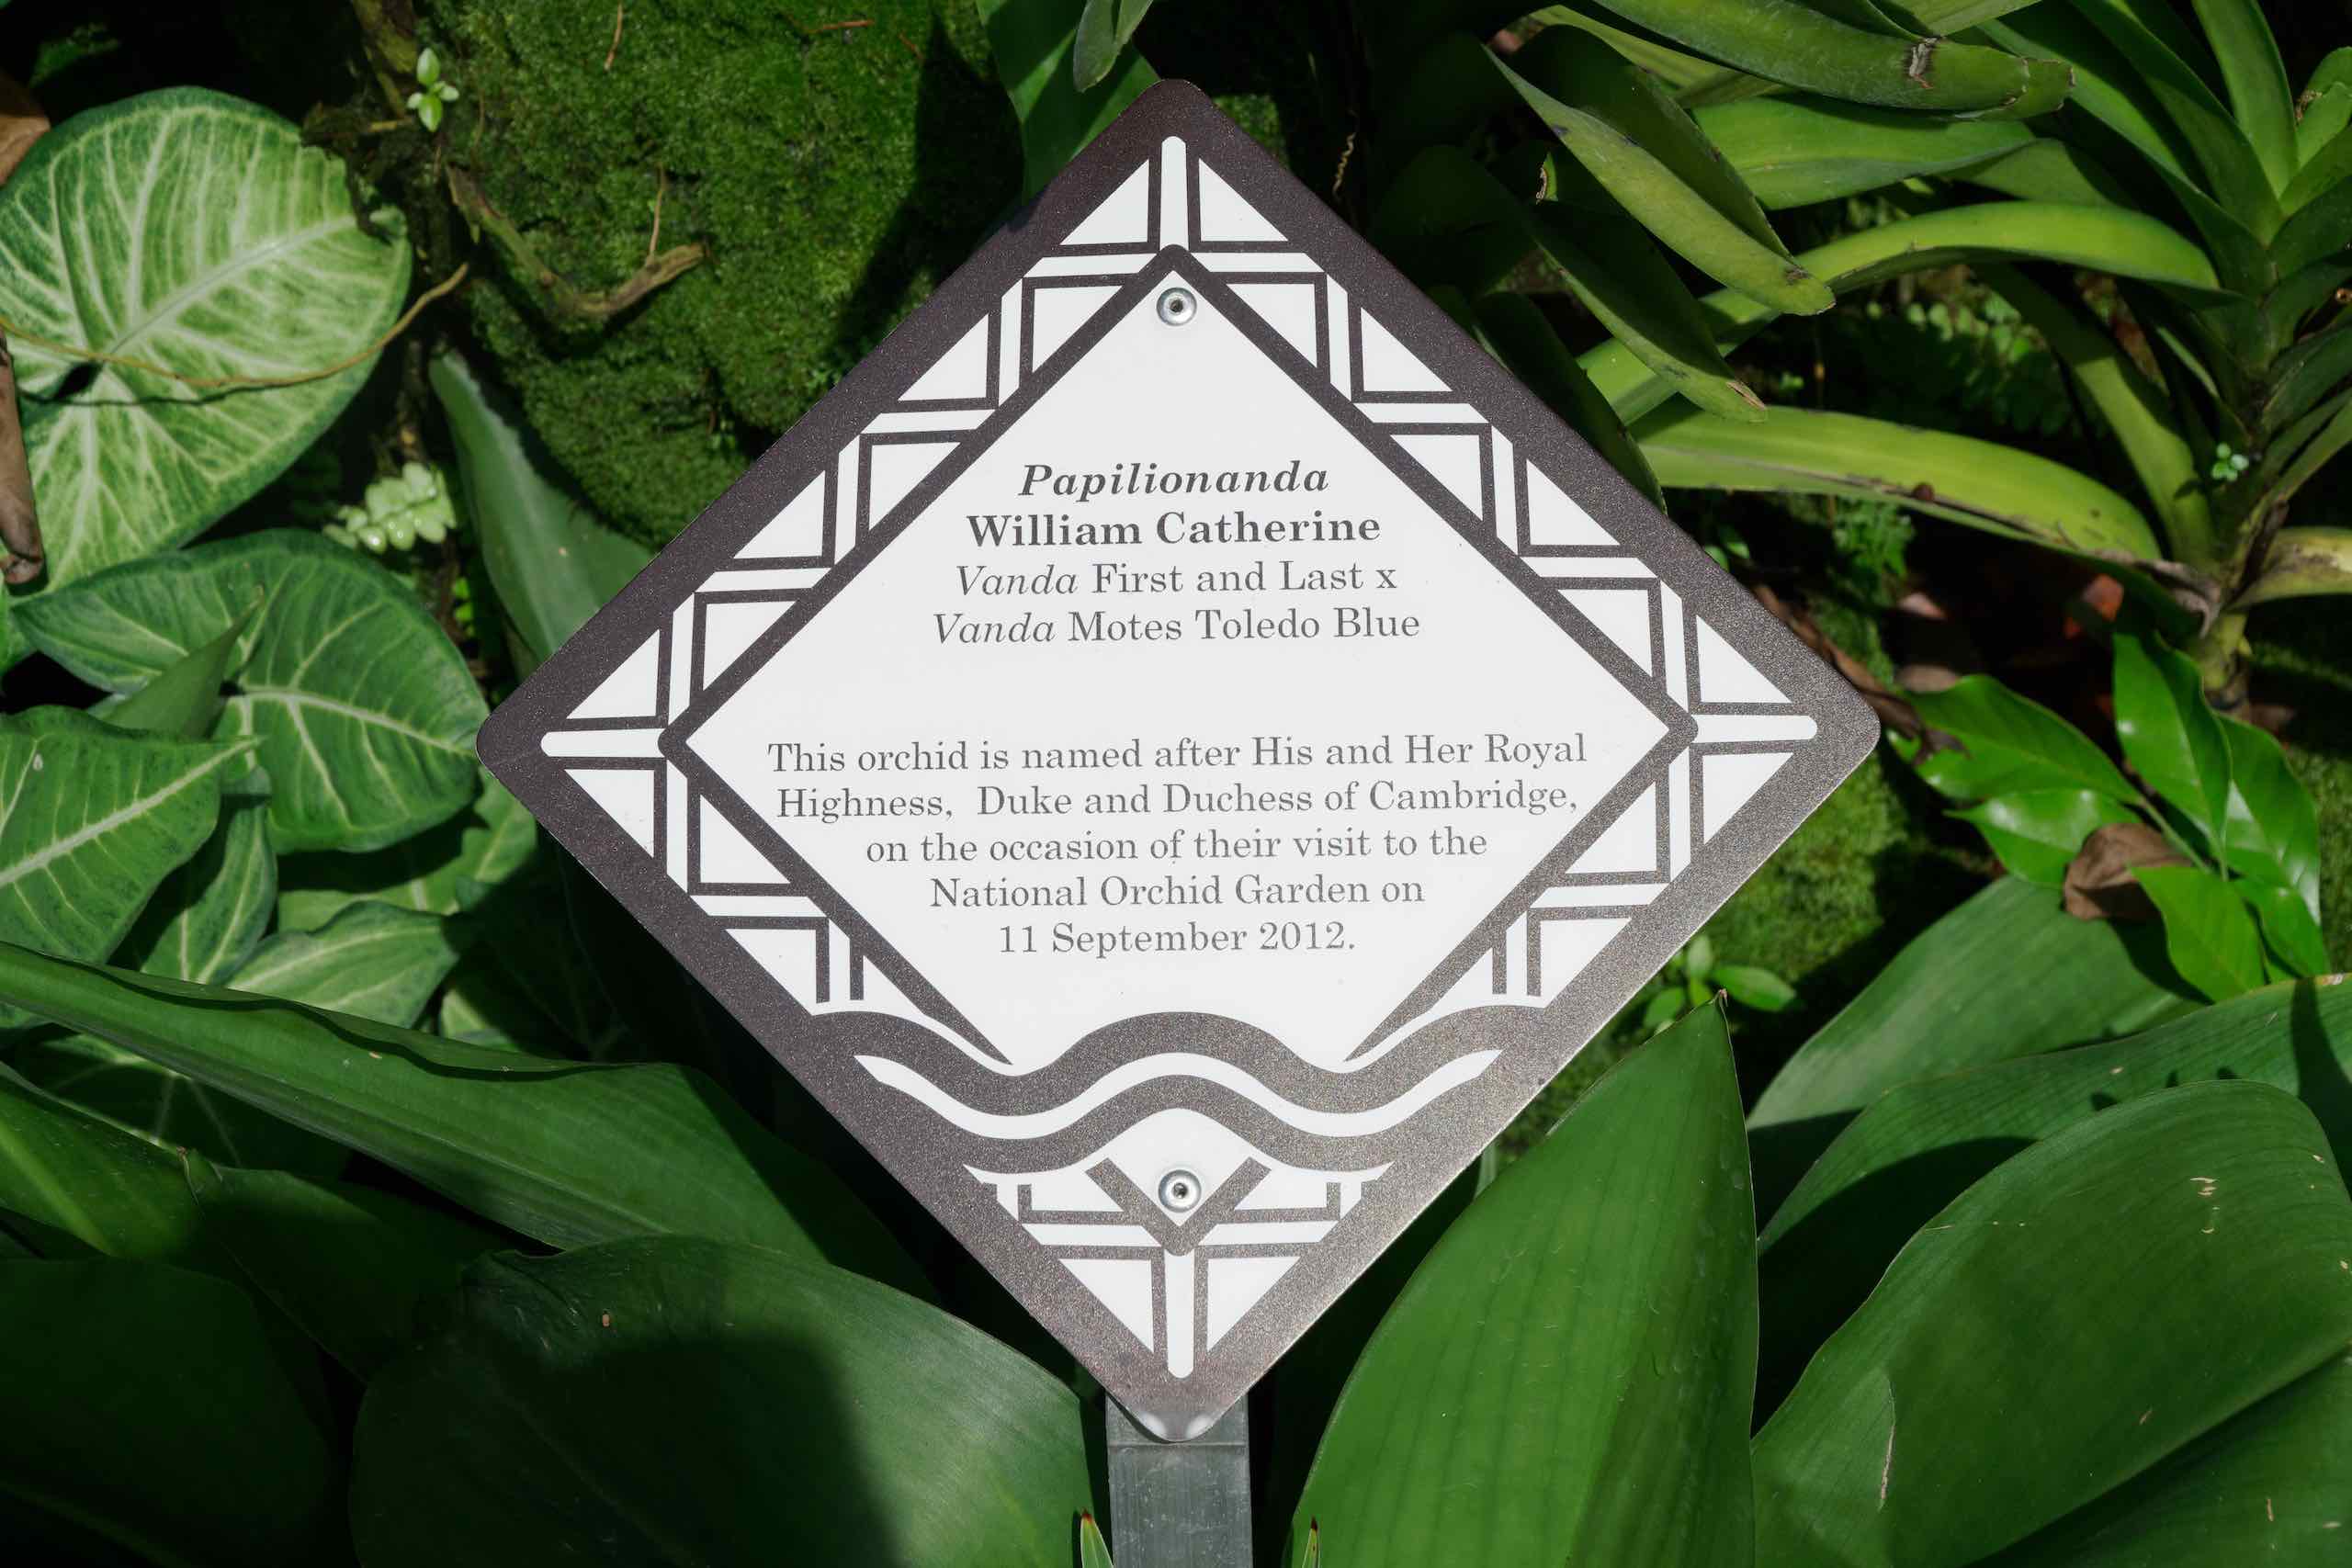 Papilionanda
William Catherine
Vanda First and Last x
Vanda Motes Toledo Blue
This orchid is named after His and Her Royal
Highness,  Duke and Duchess of Cambridge,
on the occasion of their visit to the
National Orchid Garden on
11 September 2012.